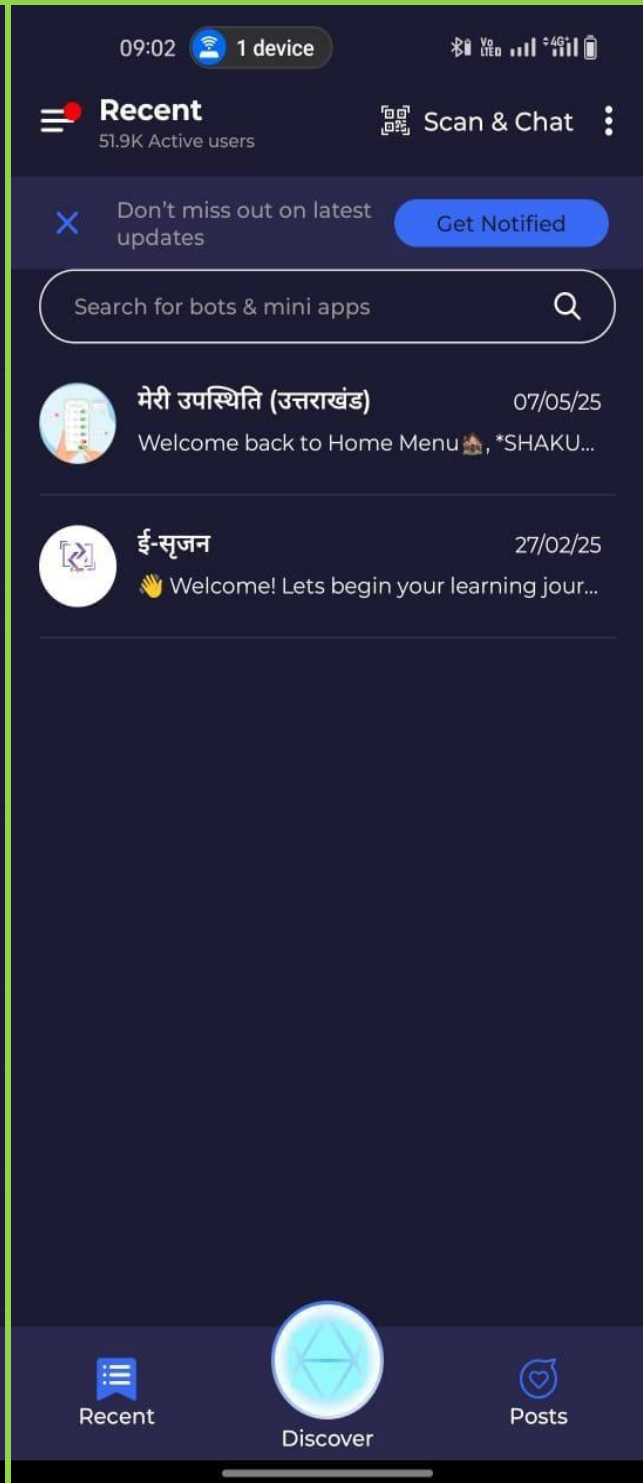 09:02 1 device
Recent
51.9K Active users
Scan & Chat
Don't miss out on latest
updates
Get Notified
Search for bots & mini apps
मेरी उपस्थिति (उत्तराखंड) 07/05/25
Welcome back to Home Menu🏠, *SHAKU...
ई-सृजन 27/02/25
👋 Welcome! Lets begin your learning jour...
Recent
Discover
Posts